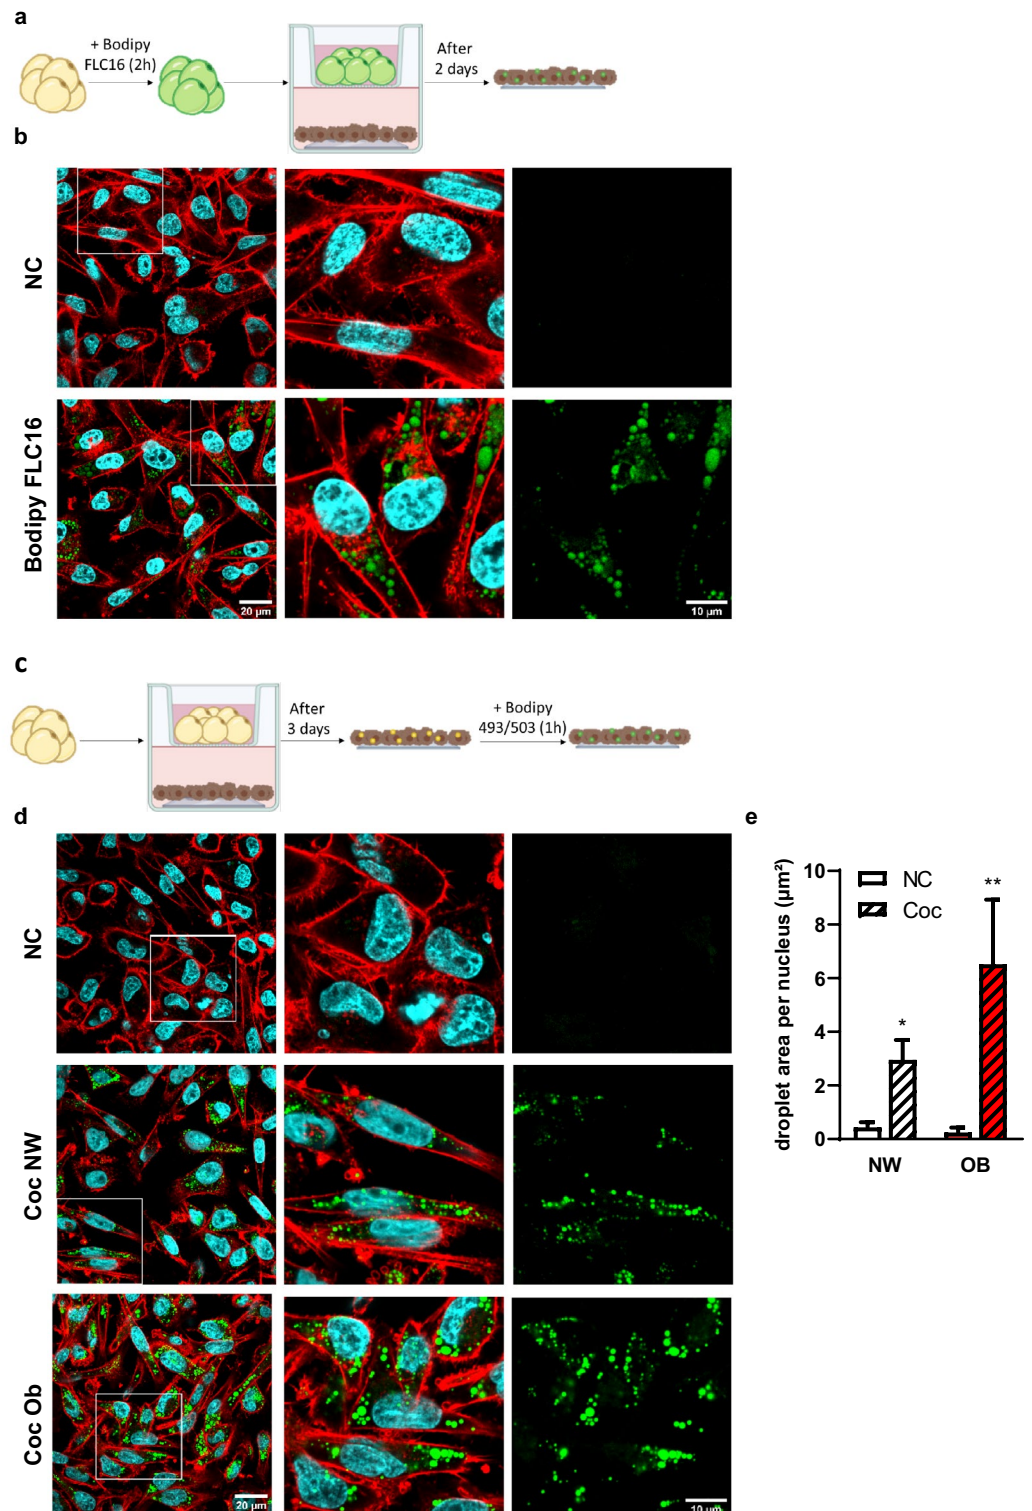 a
+ Bodipy
FLC16 (2h)
After
2 days
b
NC
Bodipy FLC16
20 µm
10 µm
c
After
3 days
+ Bodipy
493/503 (1h)
d
NC
Coc NW
Coc Ob
20 µm
10 µm
e
droplet area per nucleus (µm²)
10
8
6
4
2
0
NC
Coc
*
**
NW
OB